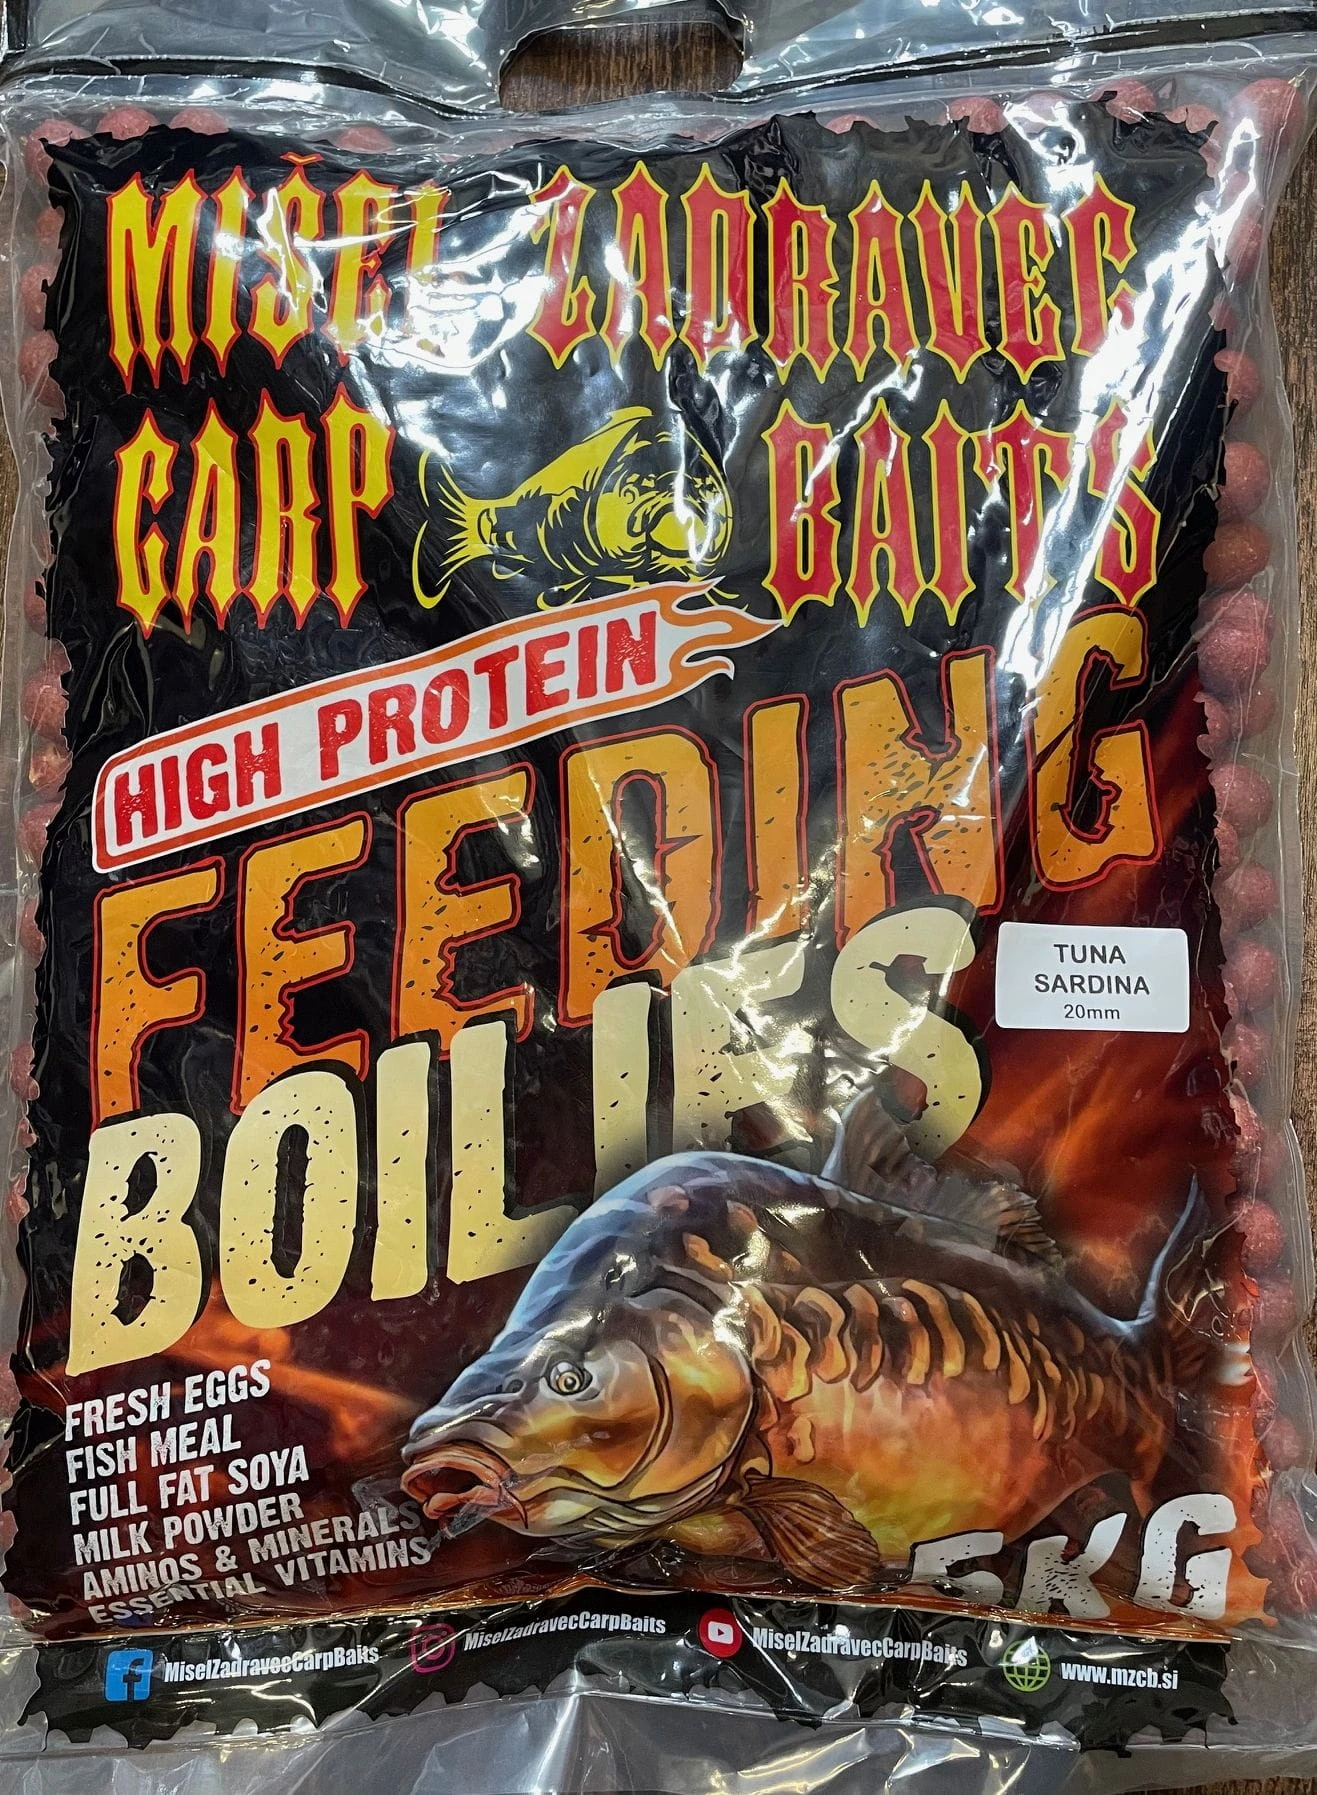 MIŠEL ZADRAVEC
CARP BAITS
HIGH PROTEIN
FEEDING
BOILIES
TUNA
SARDINA
20mm
FRESH EGGS
FISH MEAL
FULL FAT SOYA
MILK POWDER
AMINOS & MINERALS
ESSENTIAL VITAMINS
5KG
MiselZadravecCarpBaits MiselZadravecCarpBaits MiselZadravecCarpBaits www.mzcb.si